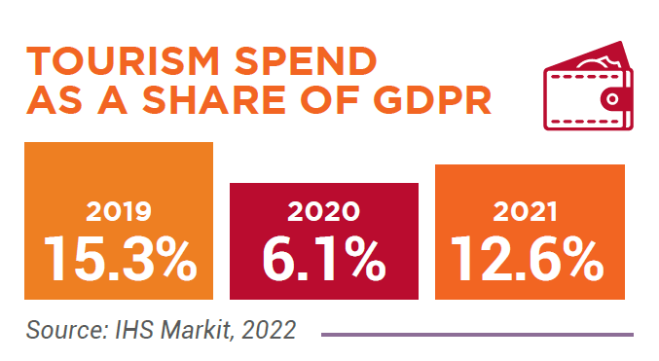 TOURISM SPEND
AS A SHARE OF GDPR
2019
15.3%
2020
6.1%
2021
12.6%
Source: IHS Markit, 2022